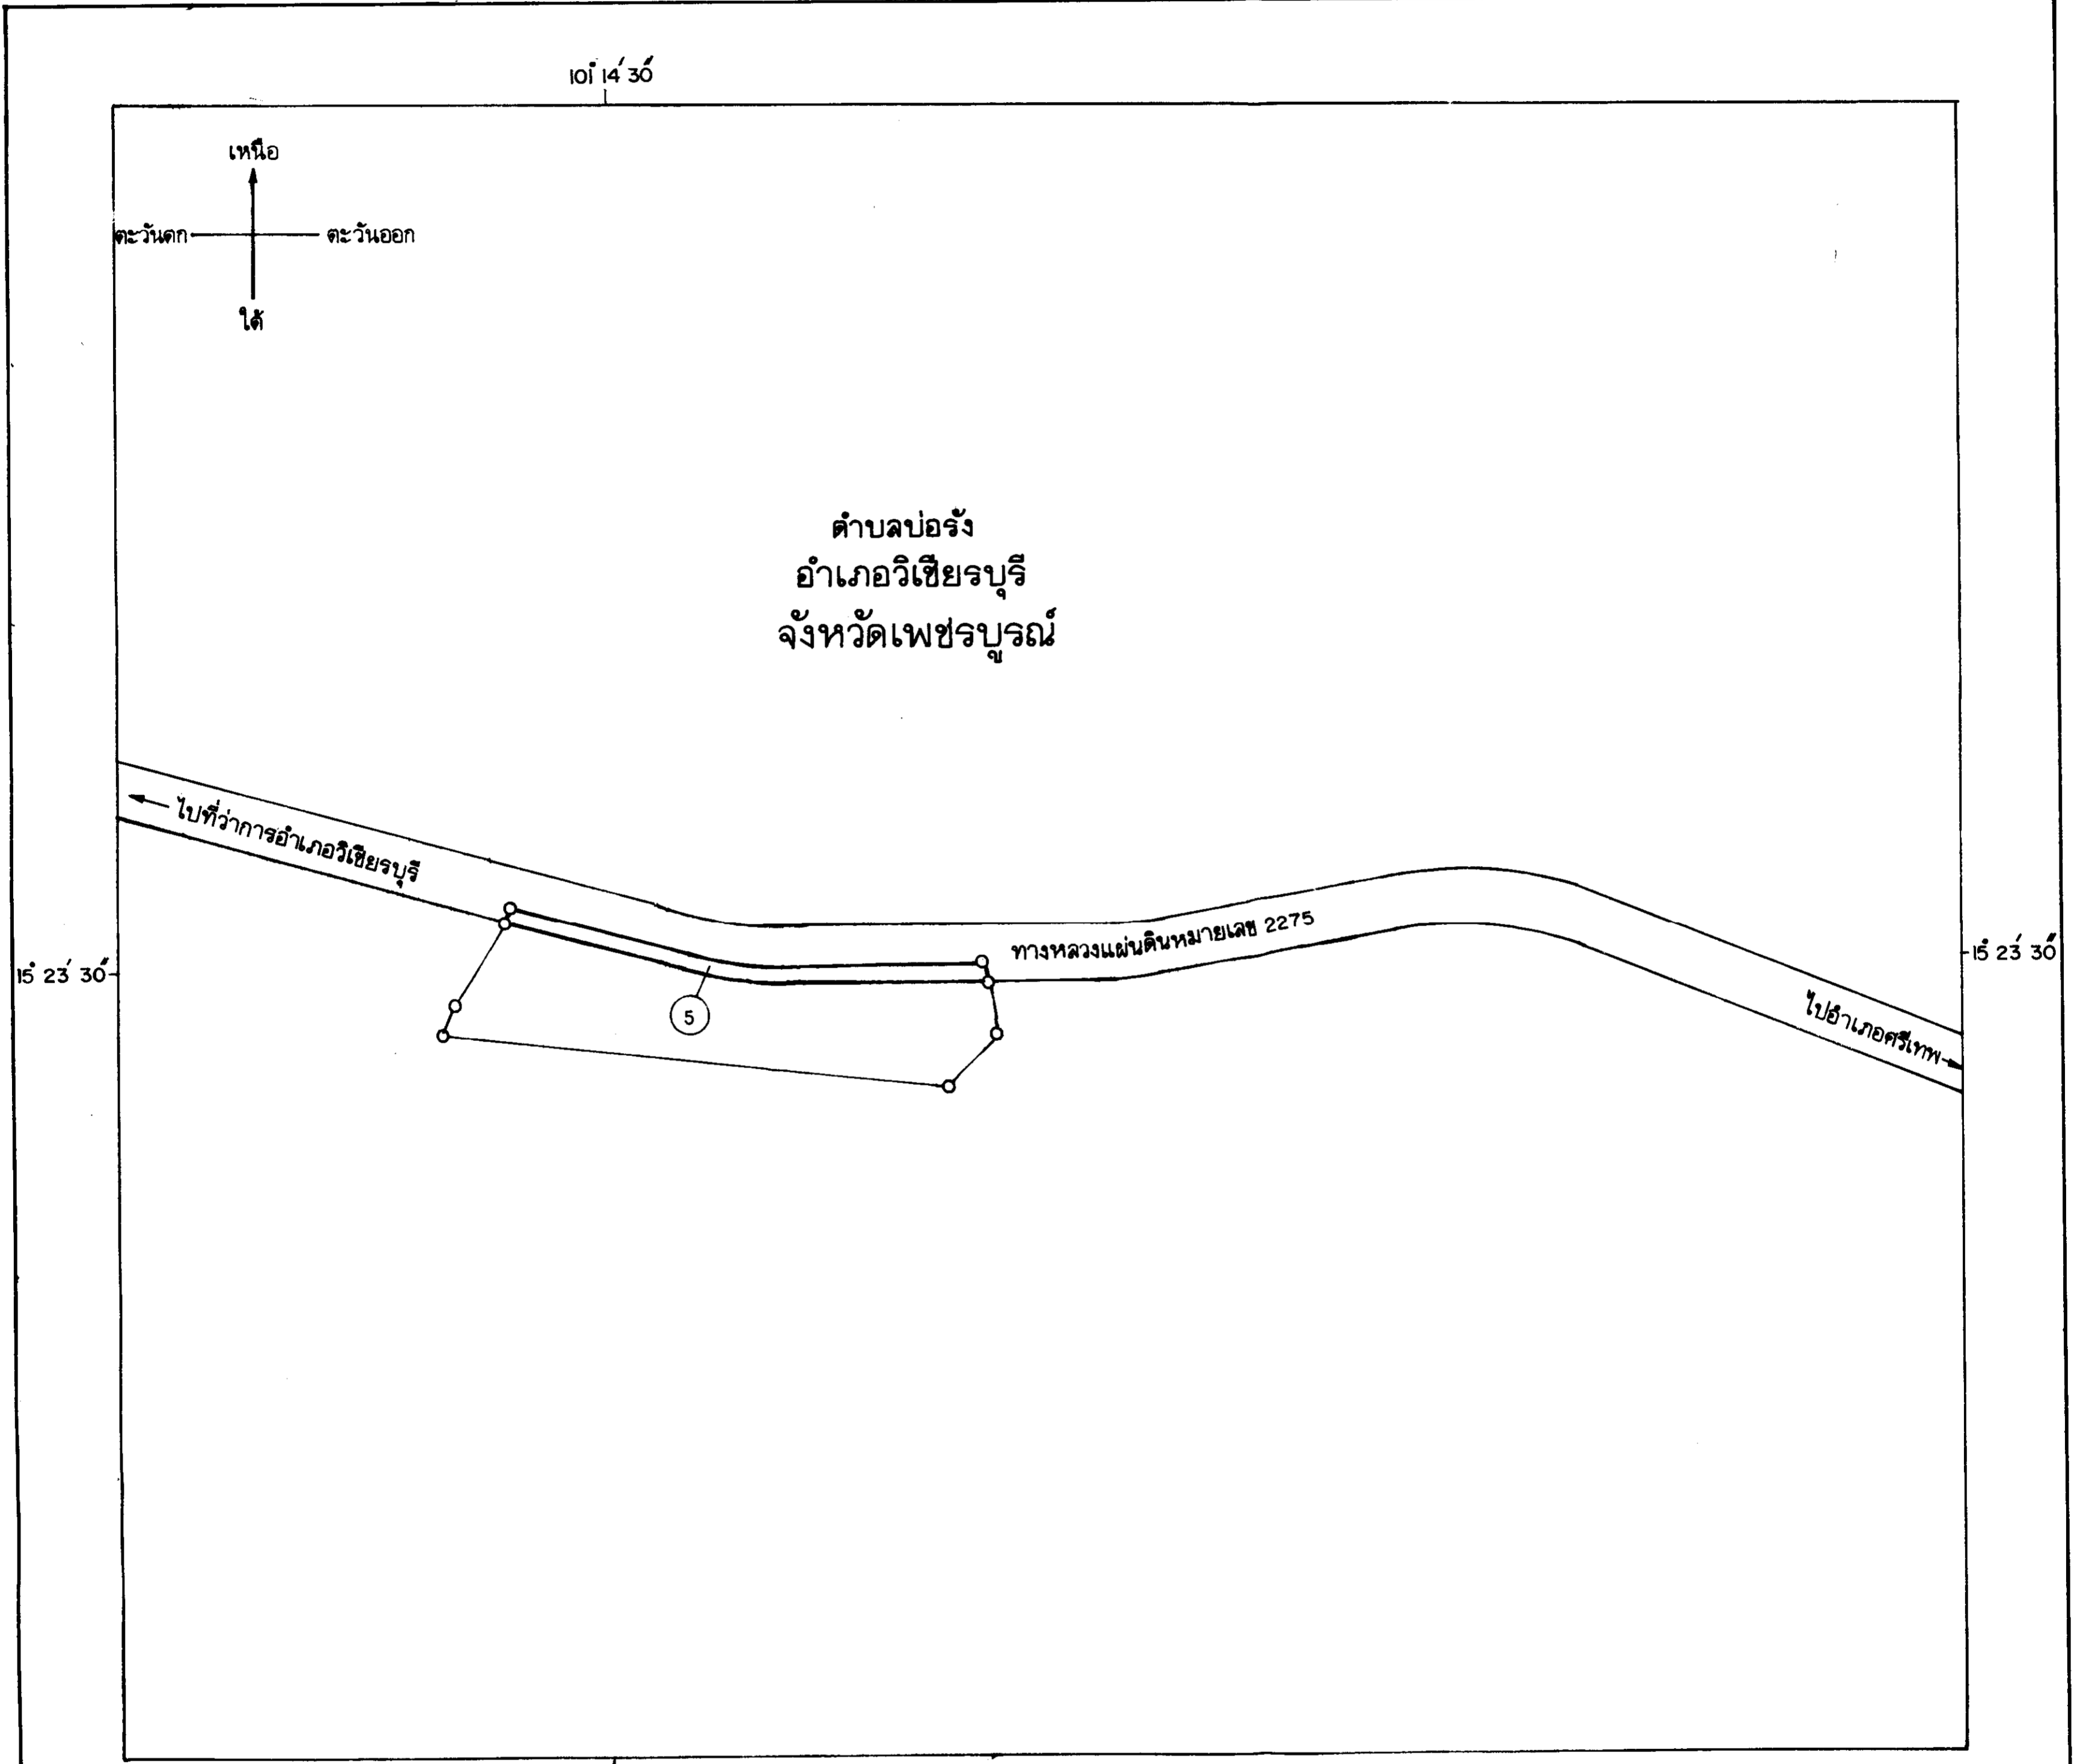 101° 14′ 30″
เหนือ
ตะวันตก
ตะวันออก
ใต้
ตำบลบ่อรัง
อำเภอวิเชียรบุรี
จังหวัดเพชรบูรณ์
ไปที่ว่าการอำเภอวิเชียรบุรี
ทางหลวงแผ่นดินหมายเลข 2275
15° 23′ 30″
15° 23′ 30″
5
ไปอำเภอศรีเทพ